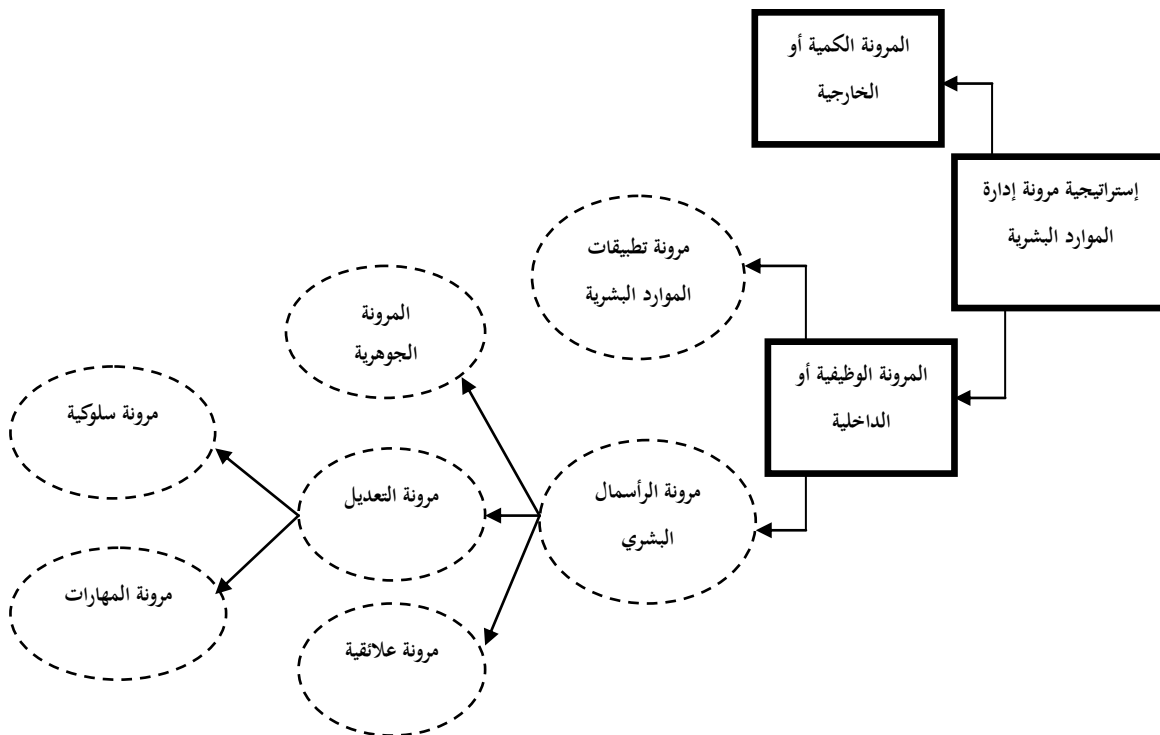 المرونة الكمية أو
الخارجية
إستراتيجية مرونة إدارة
الموارد البشرية
مرونة تطبيقات
الموارد البشرية
المرونة
الجوهرية
المرونة الوظيفية أو
الداخلية
مرونة سلوكية
مرونة الرأسمال
البشري
مرونة التعديل
مرونة المهارات
مرونة علائقية